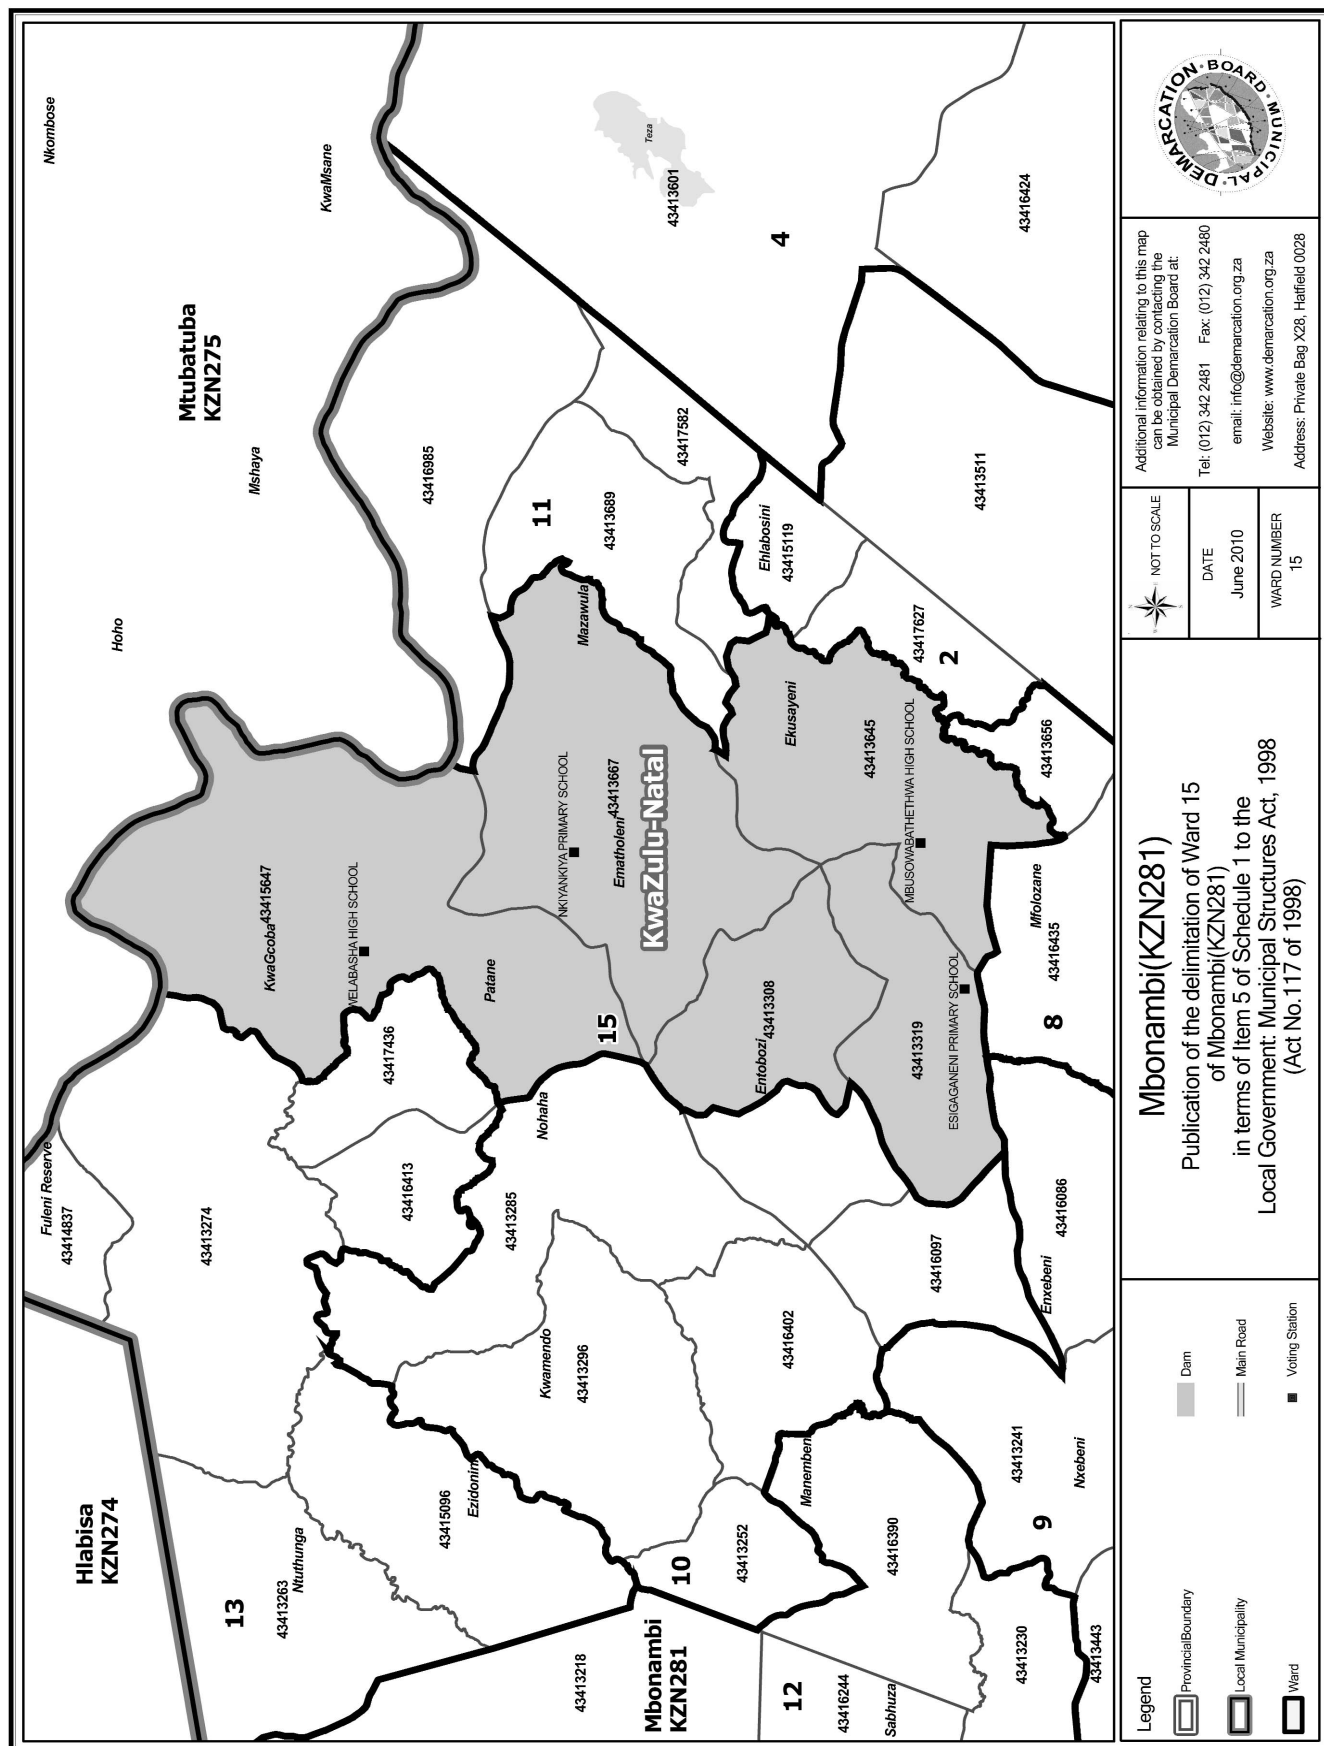 Nkombose
KwaMsane
Mtubatuba
KZN275
Mshaya
Hoho
Teza
43413601
4
43416424
43416985
43417582
11
43413689
Ehlabosini
43415119
43413511
Mazawula
43417627
2
43413656
Ekusayeni
43413645
MBUSOWABATHETHWA HIGH SCHOOL
NKIYANKIYA PRIMARY SCHOOL
Ematholeni
43413667
KwaZulu-Natal
KwaGcoba
43415647
WELABASHA HIGH SCHOOL
Patane
15
Entobozi
43413308
43413319
ESIGAGANENI PRIMARY SCHOOL
Mfolozane
43416435
8
43417436
Nohaha
43416413
43413285
Fuleni Reserve
43414837
43413274
43416097
43416086
Enxebeni
43416402
Kwamendo
43413296
Hlabisa
KZN274
Ntuthunga
43413263
13
43415096
Ezidonini
10
43413252
Manembeni
43416390
43413241
Nxebeni
9
43413230
43413443
43413218
Mbonambi
KZN281
12
43416244
Sabhuza
Legend
ProvincialBoundary
Local Municipality
Ward
Dam
Main Road
Voting Station
Mbonambi(KZN281)
Publication of the delimitation of Ward 15
of Mbonambi(KZN281)
in terms of Item 5 of Schedule 1 to the
Local Government: Municipal Structures Act, 1998
(Act No.117 of 1998)
NOT TO SCALE
DATE
June 2010
WARD NUMBER
15
Additional information relating to this map
can be obtained by contacting the
Municipal Demarcation Board at:
Tel: (012) 342 2481 Fax: (012) 342 2480
email: info@demarcation.org.za
Website: www.demarcation.org.za
Address: Private Bag X28, Hatfield 0028
MUNICIPAL · DEMARCATION · BOARD ·